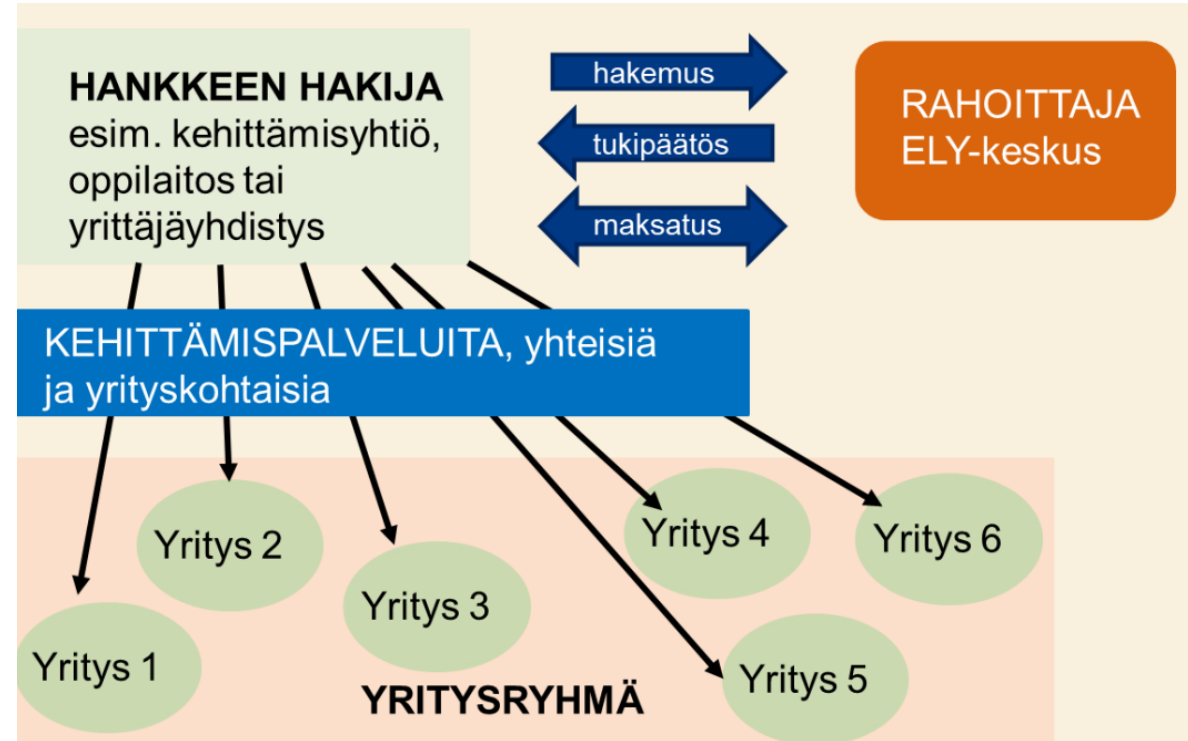 HANKKEEN HAKIJA
esim. kehittämisyhtiö,
oppilaitos tai
yrittäjäyhdistys
hakemus
tukipäätös
maksatus
RAHOITTAJA
ELY-keskus
KEHITTÄMISPALVELUITA, yhteisiä
ja yrityskohtaisia
Yritys 1
Yritys 2
Yritys 3
Yritys 4
Yritys 5
Yritys 6
YRITYSRYHMÄ